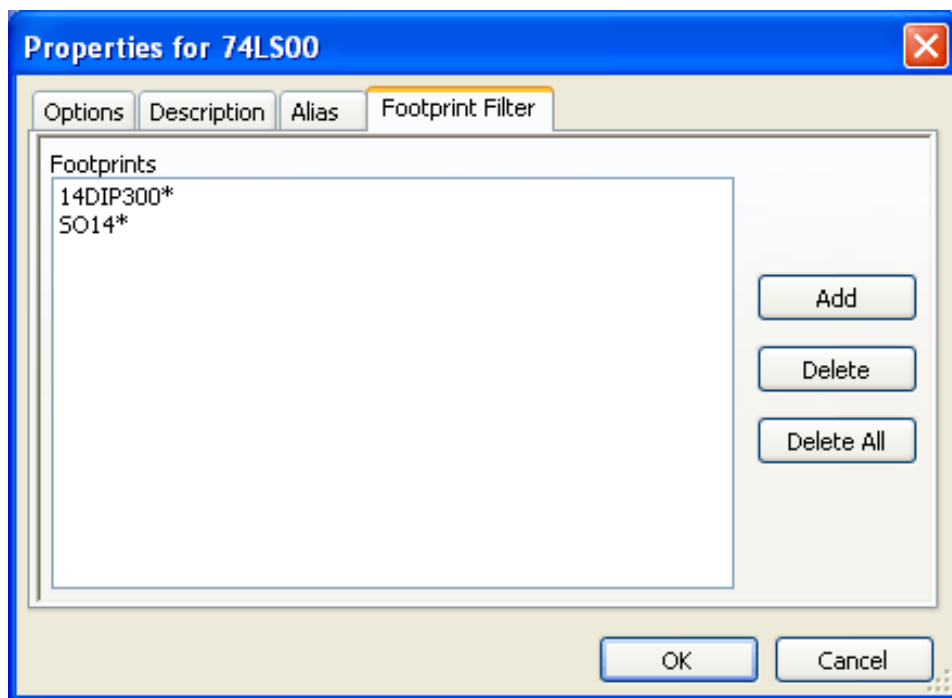 Properties for 74LS00
Options Description Alias Footprint Filter
Footprints
14DIP300*
SO14*
Add
Delete
Delete All
OK Cancel